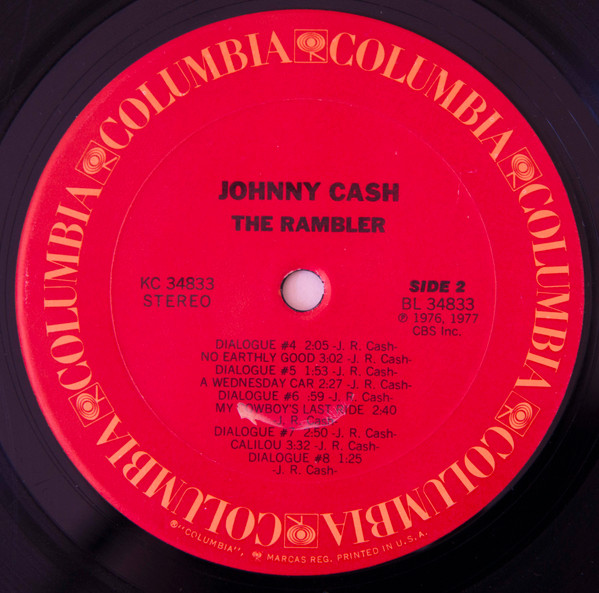 COLUMBIA COLUMBIA COLUMBIA COLUMBIA COLUMBIA COLUMBIA
JOHNNY CASH
THE RAMBLER
KC 34833
STEREO
SIDE 2
BL 34833
℗ 1976, 1977
CBS Inc.
DIALOGUE #4 2:05 -J. R. Cash-
NO EARTHLY GOOD 3:02 -J. R. Cash-
DIALOGUE #5 1:53 -J. R. Cash-
A WEDNESDAY CAR 2:27 -J. R. Cash-
DIALOGUE #6 :59 -J. R. Cash-
MY COWBOY'S LAST RIDE 2:40
-J. R. Cash-
DIALOGUE #7 2:50 -J. R. Cash-
CALILOU 3:32 -J. R. Cash-
DIALOGUE #8 1:25
-J. R. Cash-
®"COLUMBIA", MARCAS REG. PRINTED IN U.S.A.